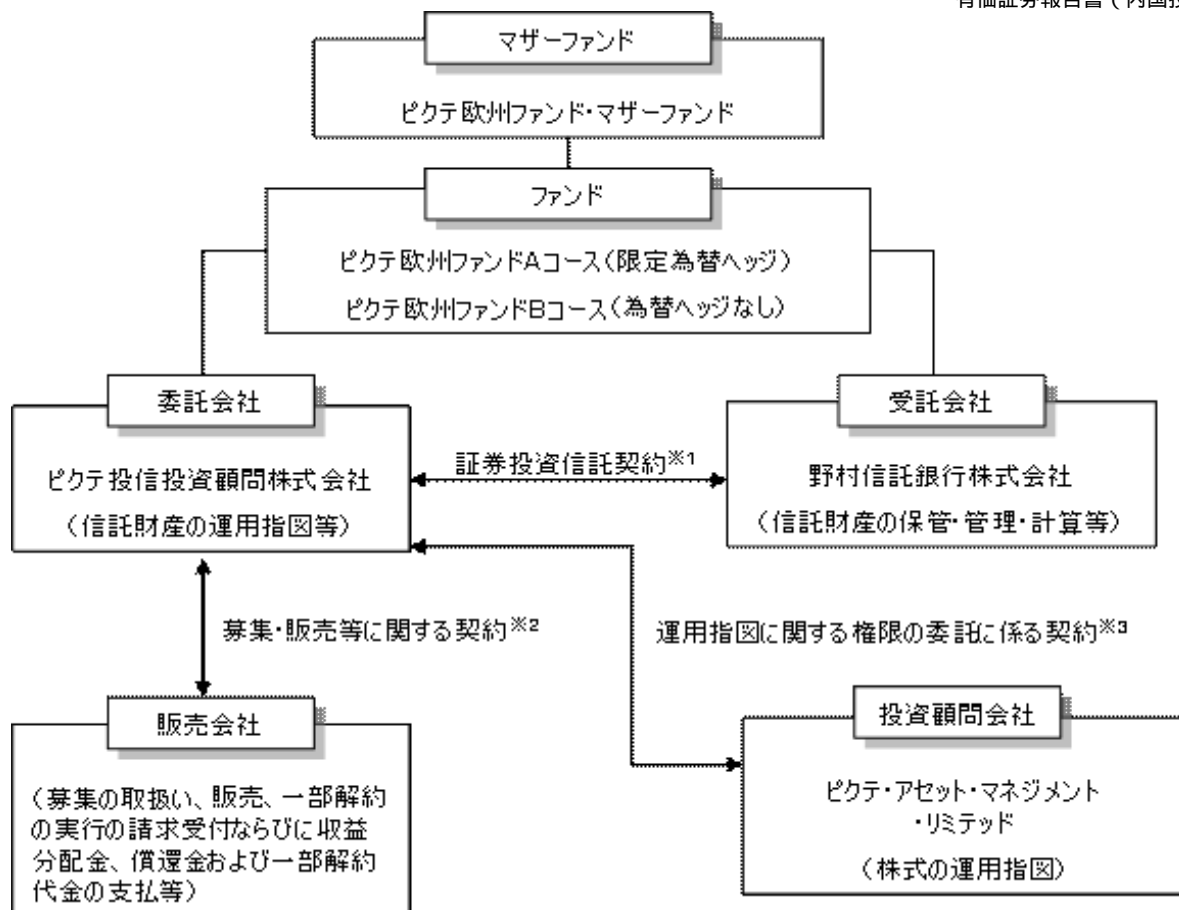 有価証券報告書（内国投
マザーファンド
ピクテ欧州ファンド・マザーファンド
ファンド
ピクテ欧州ファンドAコース（限定為替ヘッジ）
ピクテ欧州ファンドBコース（為替ヘッジなし）
委託会社
ピクテ投信投資顧問株式会社
（信託財産の運用指図等）
証券投資信託契約※1
受託会社
野村信託銀行株式会社
（信託財産の保管・管理・計算等）
募集・販売等に関する契約※2
運用指図に関する権限の委託に係る契約※3
販売会社
（募集の取扱い、販売、一部解約
の実行の請求受付ならびに収益
分配金、償還金および一部解約
代金の支払等）
投資顧問会社
ピクテ・アセット・マネジメント
・リミテッド
（株式の運用指図）